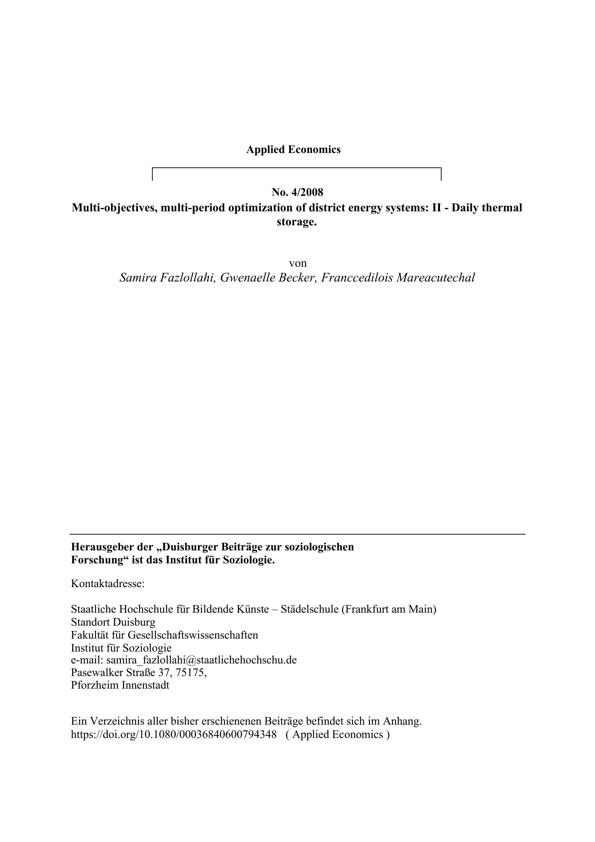 Applied Economics
No. 4/2008
Multi-objectives, multi-period optimization of district energy systems: II - Daily thermal
storage.
von
Samira Fazlollahi, Gwenaelle Becker, Franccedilois Mareacutechal
Herausgeber der „Duisburger Beiträge zur soziologischen
Forschung“ ist das Institut für Soziologie.
Kontaktadresse:
Staatliche Hochschule für Bildende Künste – Städelschule (Frankfurt am Main)
Standort Duisburg
Fakultät für Gesellschaftswissenschaften
Institut für Soziologie
e-mail: samira_fazlollahi@staatlichehochschu.de
Pasewalker Straße 37, 75175,
Pforzheim Innenstadt
Ein Verzeichnis aller bisher erschienenen Beiträge befindet sich im Anhang.
https://doi.org/10.1080/00036840600794348 ( Applied Economics )